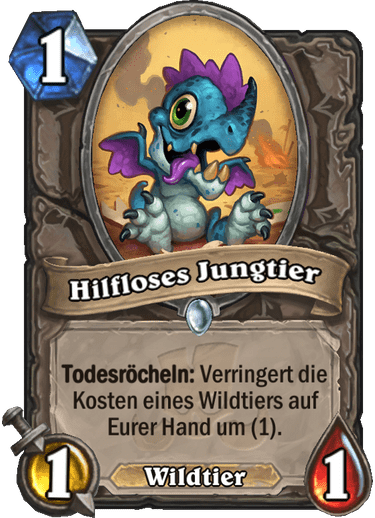 1
Hilfloses Jungtier
Todesröcheln: Verringert die
Kosten eines Wildtiers auf
Eurer Hand um (1).
1
Wildtier
1